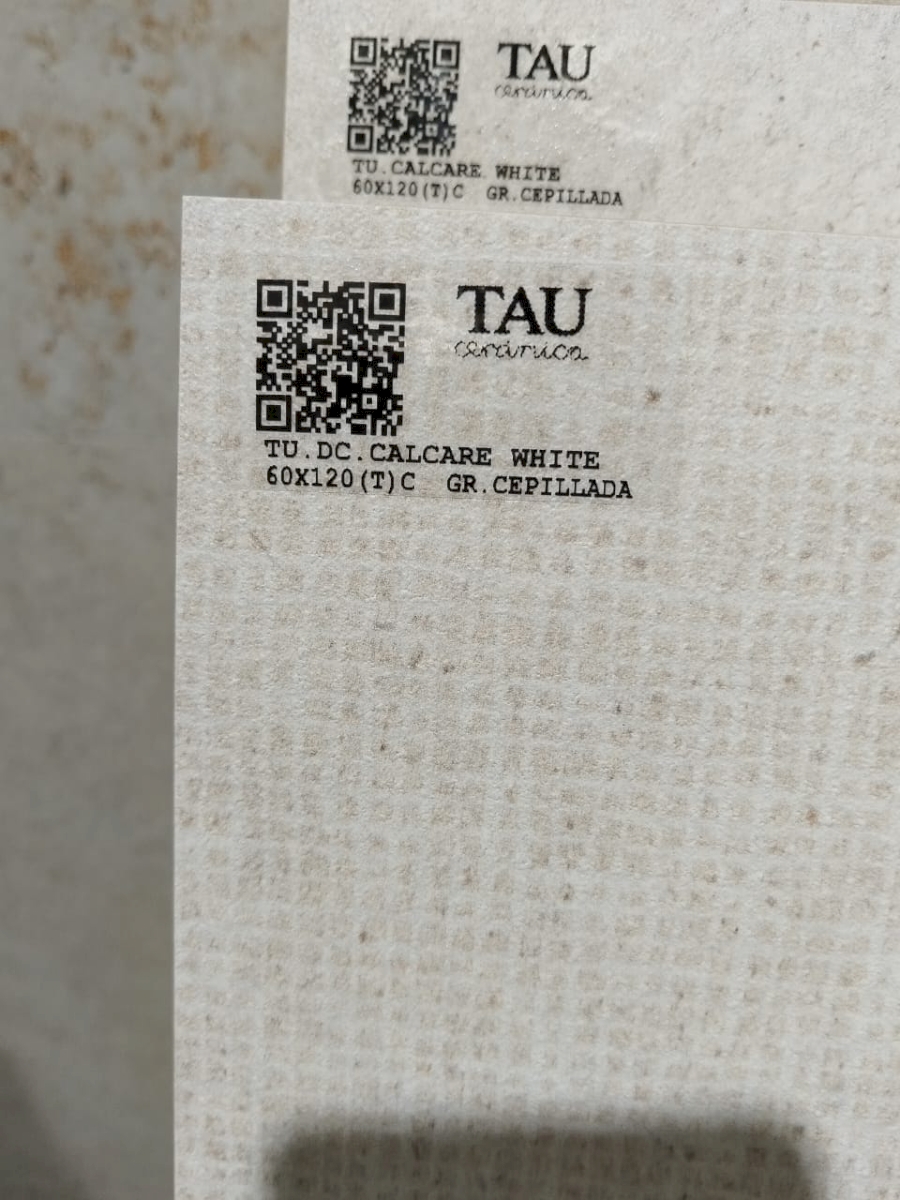 TAU
cerámica
TU.CALCARE WHITE
60X120(T)C GR.CEPILLADA
TAU
cerámica
TU.DC.CALCARE WHITE
60X120(T)C GR.CEPILLADA